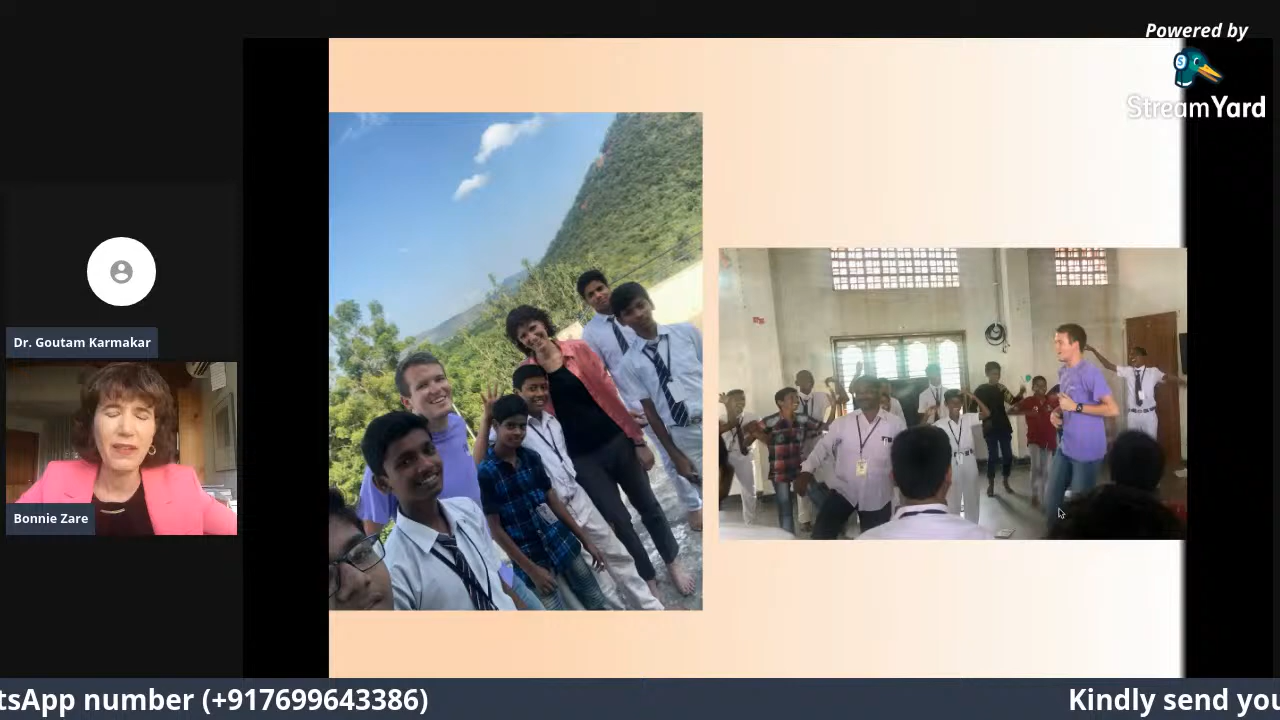 Powered by
StreamYard
Dr. Goutam Karmakar
Bonnie Zare
tsApp number (+917699643386)
Kindly send you